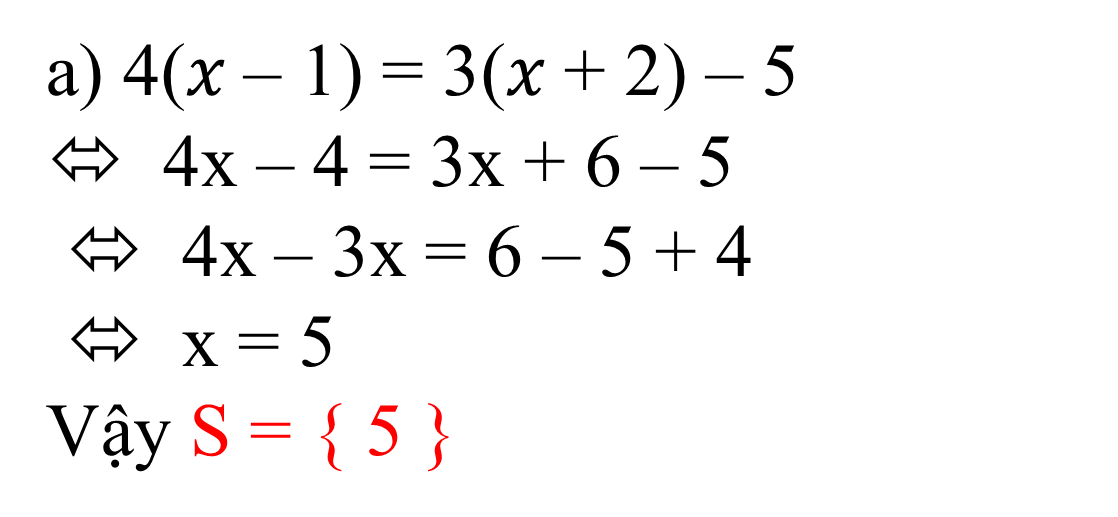 a) 4(x – 1) = 3(x + 2) – 5
⬄ 4x – 4 = 3x + 6 – 5
⬄ 4x – 3x = 6 – 5 + 4
⬄ x = 5
Vậy S = { 5 }